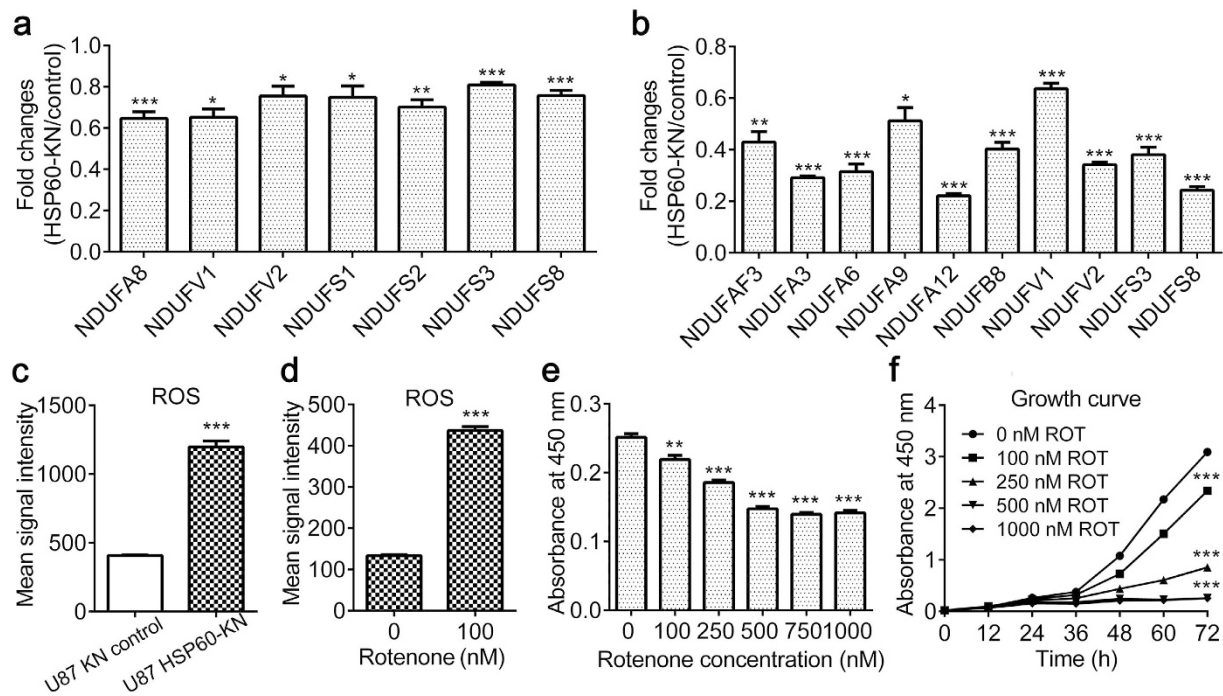 a
Fold changes
(HSP60-KN/control)
1.0
0.8
0.6
0.4
0.2
0.0
***
*
*
*
**
***
***
NDUFA8
NDUFV1
NDUFV2
NDUFS1
NDUFS2
NDUFS3
NDUFS8
b
Fold changes
(HSP60-KN/control)
0.8
0.6
0.4
0.2
0.0
**
***
***
*
***
***
***
***
***
***
NDUFAF3
NDUFA3
NDUFA6
NDUFA9
NDUFA12
NDUFB8
NDUFV1
NDUFV2
NDUFS3
NDUFS8
c
ROS
Mean signal intensity
1500
1000
500
0
***
U87 KN control
U87 HSP60-KN
d
ROS
Mean signal intensity
500
400
300
200
100
0
***
0 100
Rotenone (nM)
e
Absorbance at 450 nm
0.3
0.2
0.1
0.0
**
***
***
***
***
0 100 250 500 750 1000
Rotenone concentration (nM)
f
Growth curve
Absorbance at 450 nm
4
3
2
1
0
0 nM ROT
100 nM ROT
250 nM ROT
500 nM ROT
1000 nM ROT
***
***
***
0 12 24 36 48 60 72
Time (h)